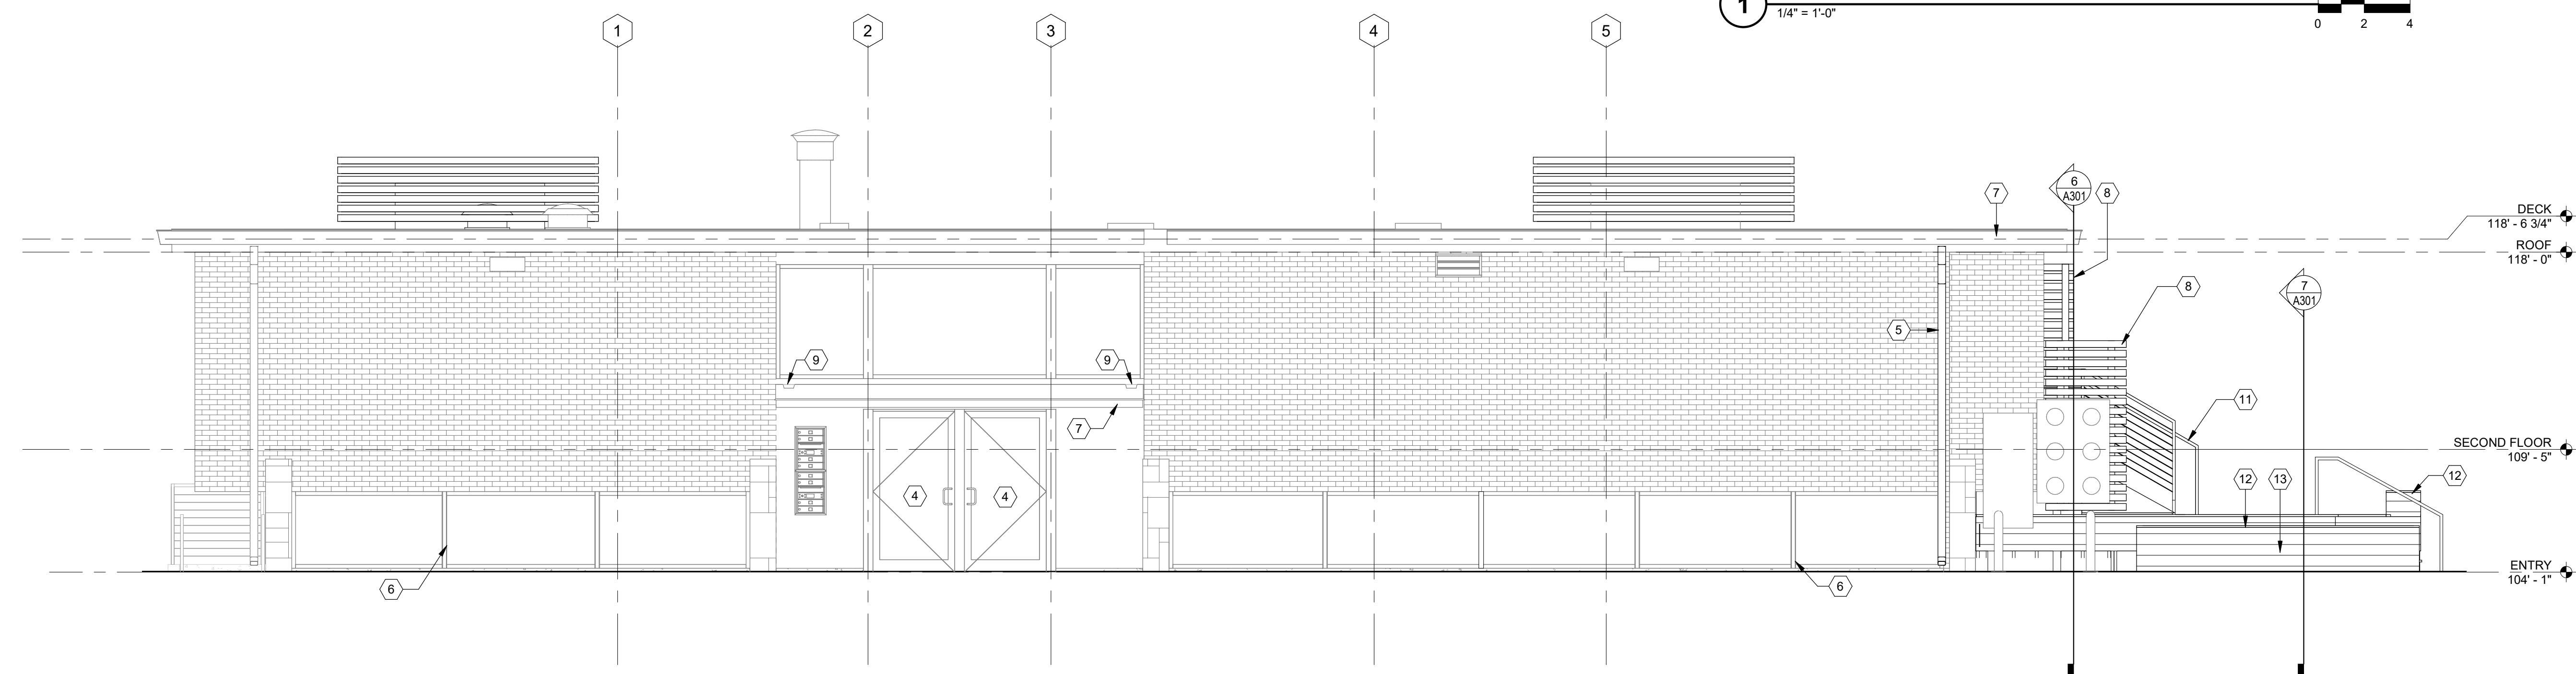 1
1/4" = 1'-0"
0 2 4
1 2 3 4 5
6
A301
7
8
DECK
118' - 6 3/4"
ROOF
118' - 0"
8
7
A301
5
9
9
7
11
SECOND FLOOR
109' - 5"
12
13
12
4
4
6
6
ENTRY
104' - 1"